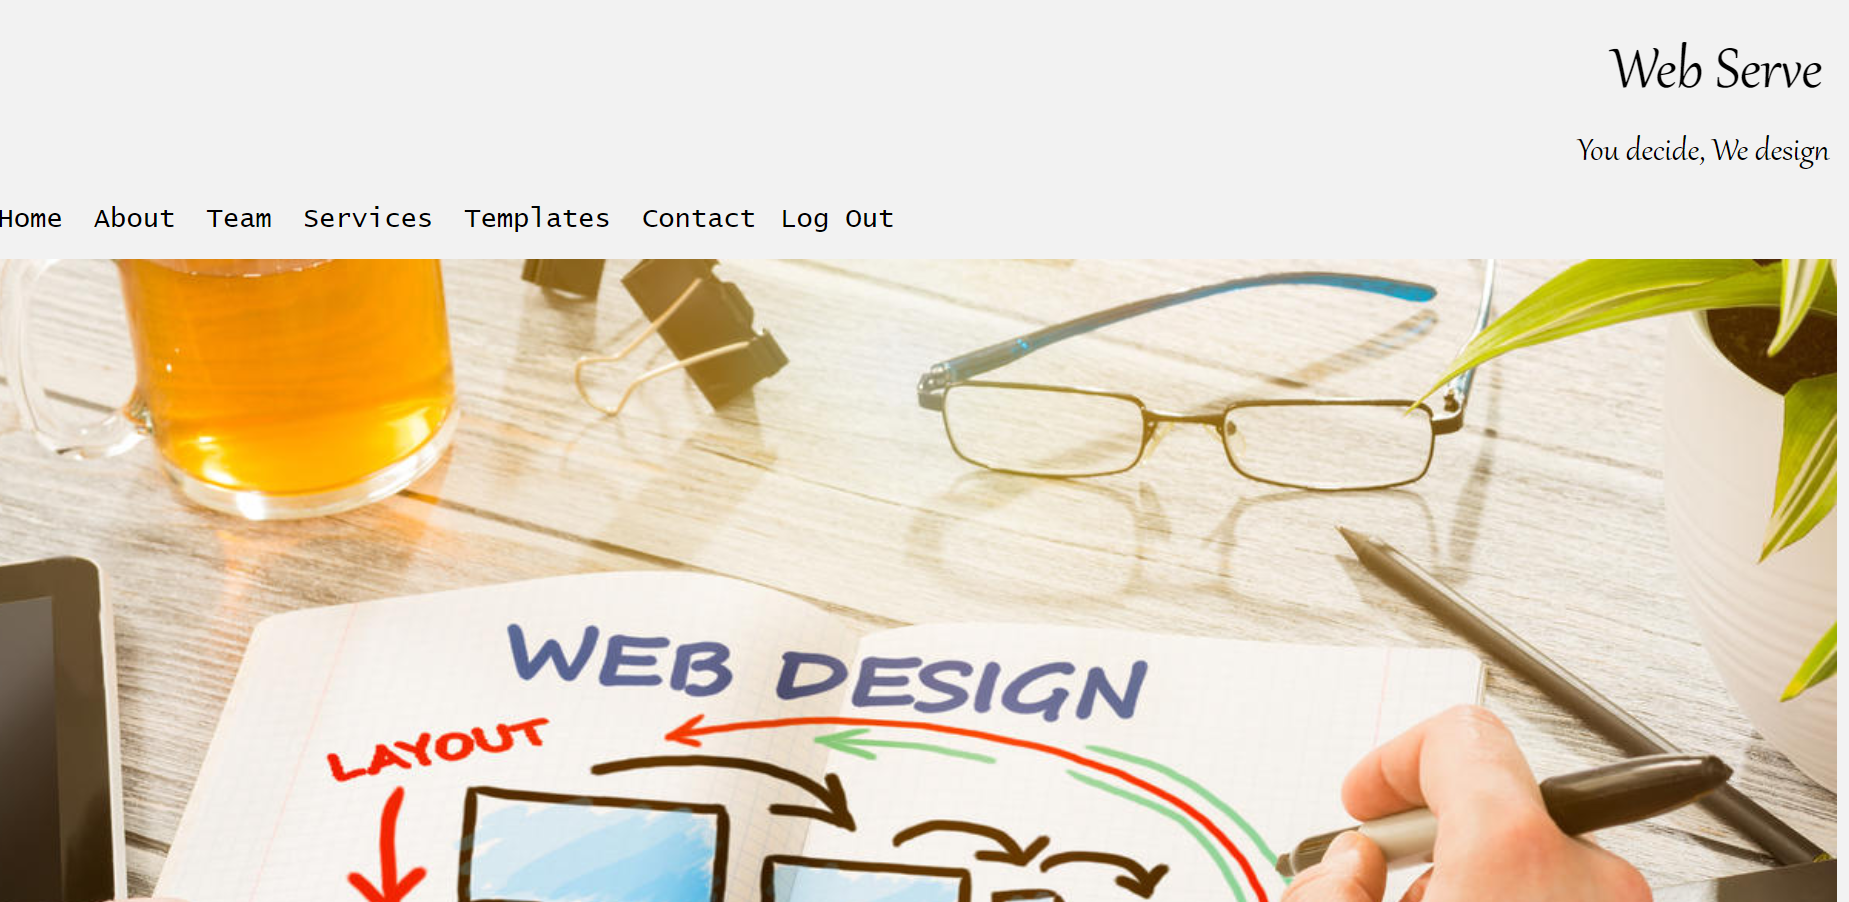 Web Serve
You decide, We design
Home About Team Services Templates Contact Log Out
WEB DESIGN
LAYOUT